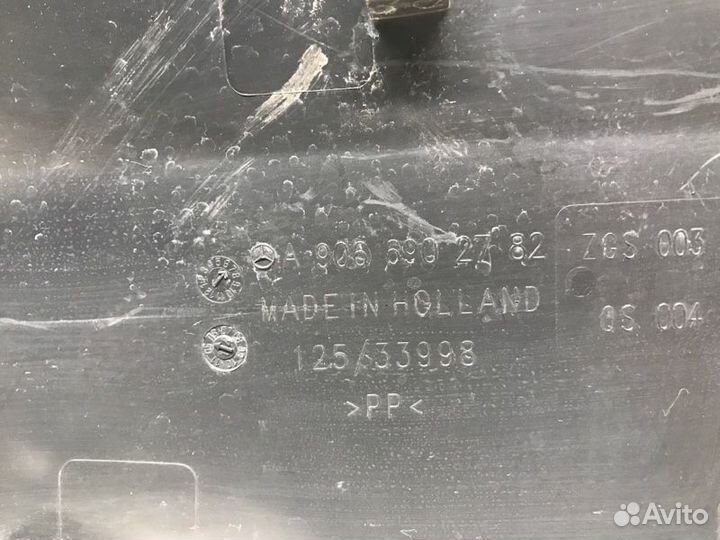 A 906 690 27 82 ZGS 003
MADE IN HOLLAND
QS 004
125/33998
>PP<
Avito